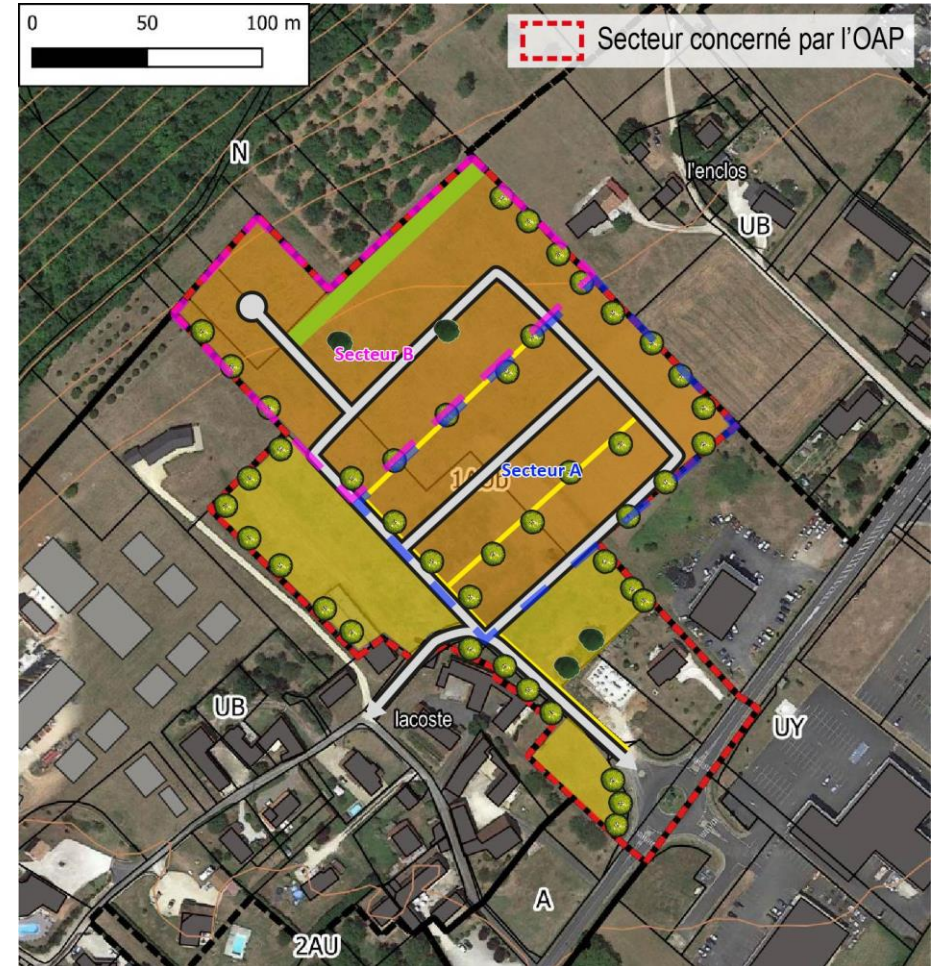 0 50 100 m
Secteur concerné par l'OAP
N
l'enclos
UB
Secteur B
Secteur A
UB
lacoste
UY
A
2AU